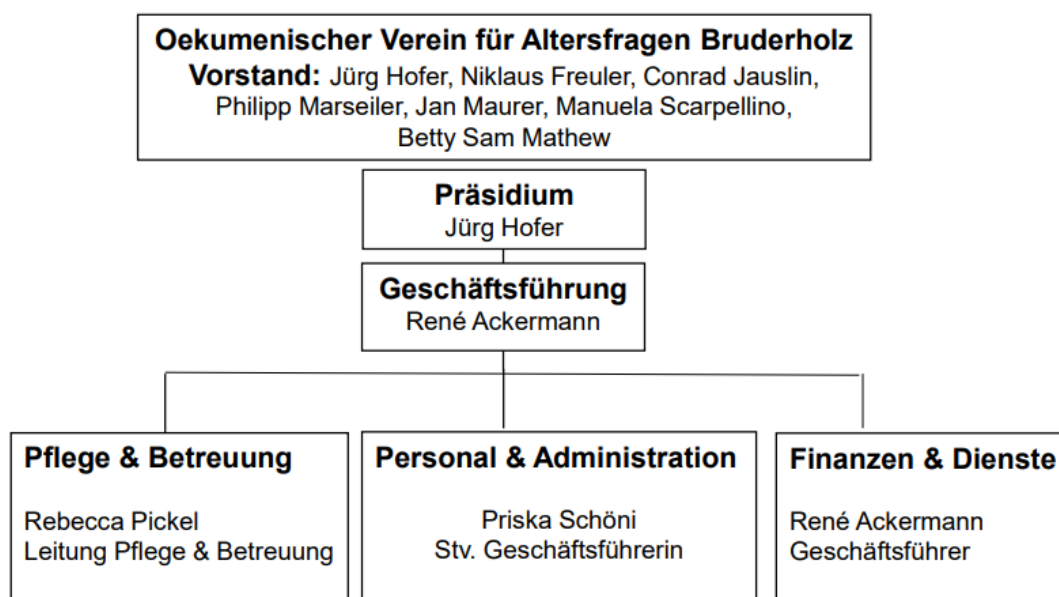 Oekumenischer Verein für Altersfragen Bruderholz
Vorstand: Jürg Hofer, Niklaus Freuler, Conrad Jauslin,
Philipp Marseiler, Jan Maurer, Manuela Scarpellino,
Betty Sam Mathew
Präsidium
Jürg Hofer
Geschäftsführung
René Ackermann
Pflege & Betreuung
Rebecca Pickel
Leitung Pflege & Betreuung
Personal & Administration
Priska Schöni
Stv. Geschäftsführerin
Finanzen & Dienste
René Ackermann
Geschäftsführer